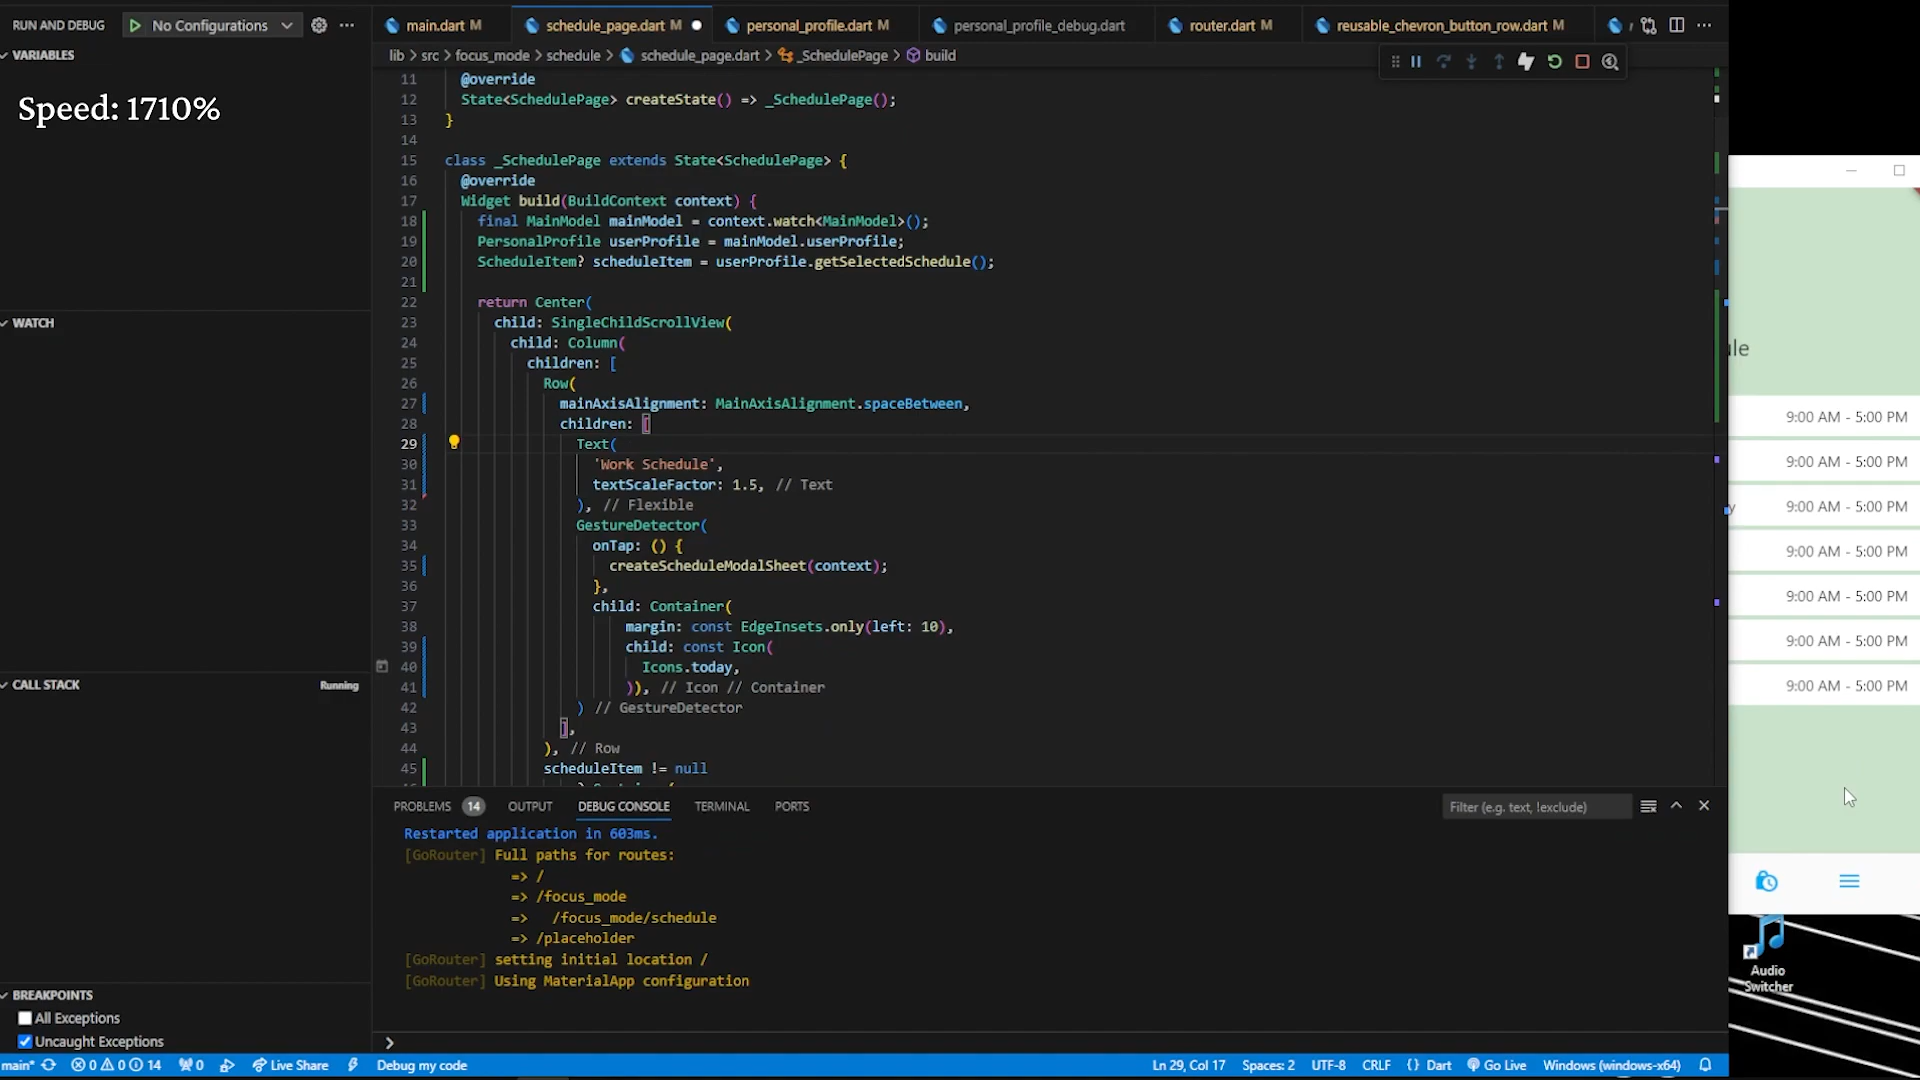 RUN AND DEBUG
No Configurations
main.dart M
schedule_page.dart M
personal_profile.dart M
personal_profile_debug.dart
router.dart M
reusable_chevron_button_row.dart M
lib > src > focus_mode > schedule > schedule_page.dart > _SchedulePage > build
VARIABLES
Speed: 1710%
WATCH
CALL STACK
Running
BREAKPOINTS
All Exceptions
Uncaught Exceptions
11 @override
12 State<SchedulePage> createState() => _SchedulePage();
13 }
14
15 class _SchedulePage extends State<SchedulePage> {
16 @override
17 Widget build(BuildContext context) {
18 final MainModel mainModel = context.watch<MainModel>();
19 PersonalProfile userProfile = mainModel.userProfile;
20 ScheduleItem? scheduleItem = userProfile.getSelectedSchedule();
21
22 return Center(
23 child: SingleChildScrollView(
24 child: Column(
25 children: [
26 Row(
27 mainAxisAlignment: MainAxisAlignment.spaceBetween,
28 children: [
29 Text(
30 'Work Schedule',
31 textScaleFactor: 1.5, // Text
32 ), // Flexible
33 GestureDetector(
34 onTap: () {
35 createScheduleModalSheet(context);
36 },
37 child: Container(
38 margin: const EdgeInsets.only(left: 10),
39 child: const Icon(
40 Icons.today,
41 )), // Icon // Container
42 ) // GestureDetector
43 ],
44 ), // Row
45 scheduleItem != null
PROBLEMS 14 OUTPUT DEBUG CONSOLE TERMINAL PORTS
Filter (e.g. text, !exclude)
Restarted application in 603ms.
[GoRouter] Full paths for routes:
=> /
=> /focus_mode
=> /focus_mode/schedule
=> /placeholder
[GoRouter] setting initial location /
[GoRouter] Using MaterialApp configuration
>
ule
9:00 AM - 5:00 PM
9:00 AM - 5:00 PM
y 9:00 AM - 5:00 PM
9:00 AM - 5:00 PM
9:00 AM - 5:00 PM
9:00 AM - 5:00 PM
9:00 AM - 5:00 PM
Audio
Switcher
main* 0 0 14 0 Live Share Debug my code Ln 29, Col 17 Spaces: 2 UTF-8 CRLF {} Dart Go Live Windows (windows-x64)